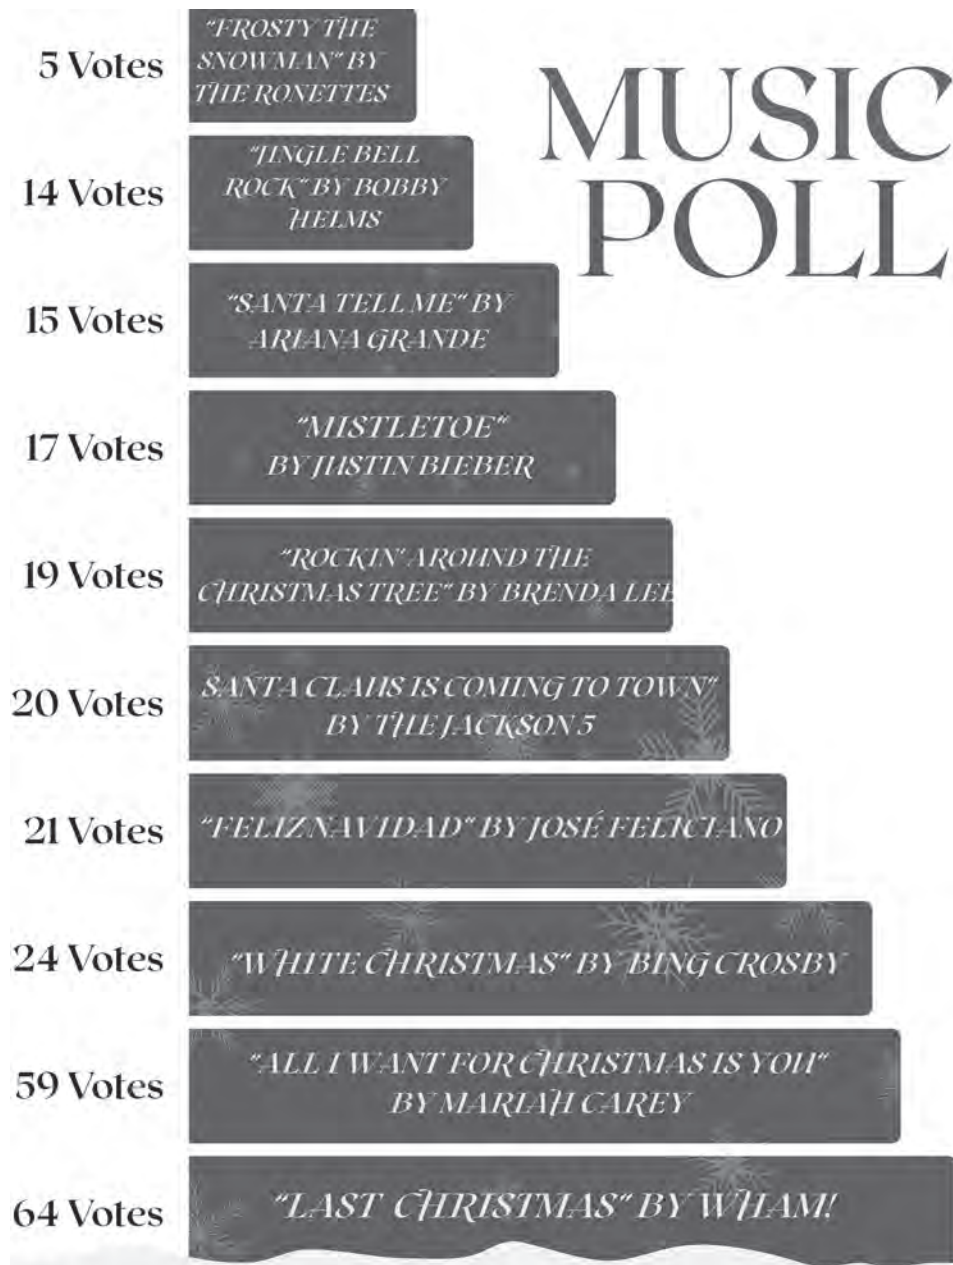 MUSIC
POLL
5 Votes
"FROSTY THE
SNOWMAN" BY
THE RONETTES
14 Votes
"JINGLE BELL
ROCK" BY BOBBY
HELMS
15 Votes
"SANTA TELL ME" BY
ARIANA GRANDE
17 Votes
"MISTLETOE"
BY JUSTIN BIEBER
19 Votes
"ROCKIN' AROUND THE
CHRISTMAS TREE" BY BRENDA LEE
20 Votes
SANTA CLAUS IS COMING TO TOWN"
BY THE JACKSON 5
21 Votes
"FELIZ NAVIDAD" BY JOSÉ FELICIANO
24 Votes
"WHITE CHRISTMAS" BY BING CROSBY
59 Votes
"ALL I WANT FOR CHRISTMAS IS YOU"
BY MARIAH CAREY
64 Votes
"LAST CHRISTMAS" BY WHAM!